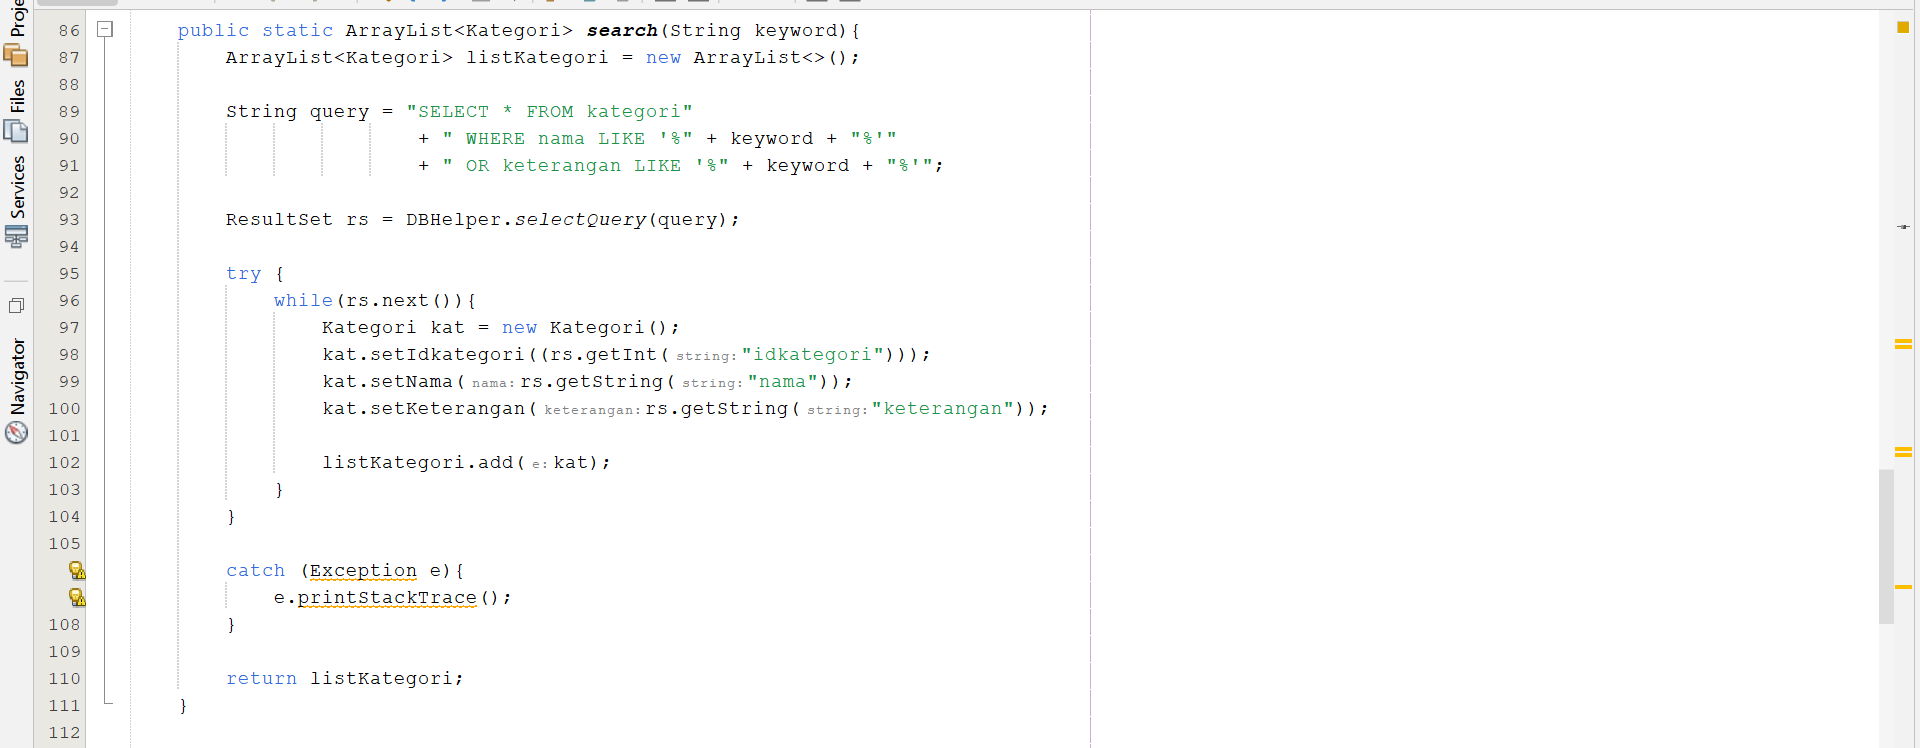 Proje
Files
Services
Navigator
86 public static ArrayList<Kategori> search(String keyword){
87 ArrayList<Kategori> listKategori = new ArrayList<>();
88
89 String query = "SELECT * FROM kategori"
90 + " WHERE nama LIKE '%" + keyword + "%'"
91 + " OR keterangan LIKE '%" + keyword + "%'";
92
93 ResultSet rs = DBHelper.selectQuery(query);
94
95 try {
96 while(rs.next()){
97 Kategori kat = new Kategori();
98 kat.setIdkategori((rs.getInt( string: "idkategori")));
99 kat.setNama( nama: rs.getString( string: "nama"));
100 kat.setKeterangan( keterangan: rs.getString( string: "keterangan"));
101
102 listKategori.add( e: kat);
103 }
104 }
105
catch (Exception e){
e.printStackTrace();
108 }
109
110 return listKategori;
111 }
112